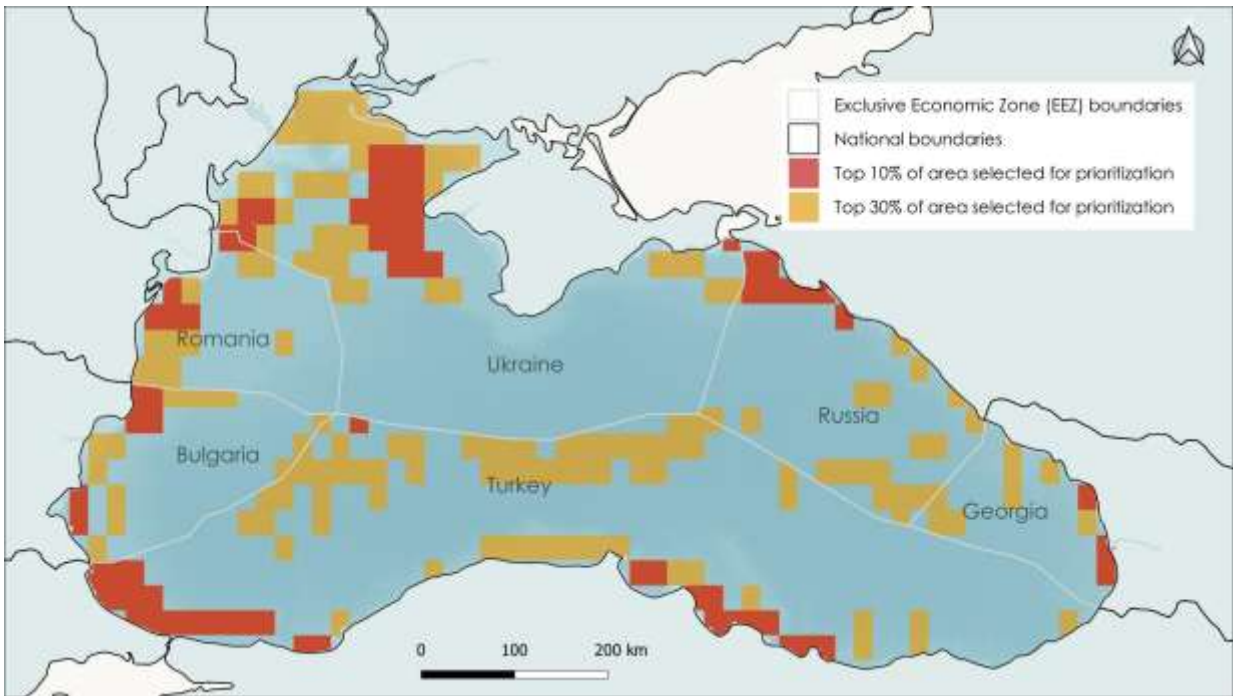 Exclusive Economic Zone (EEZ) boundaries
National boundaries
Top 10% of area selected for prioritization
Top 30% of area selected for prioritization
Romania
Ukraine
Russia
Bulgaria
Turkey
Georgia
0 100 200 km